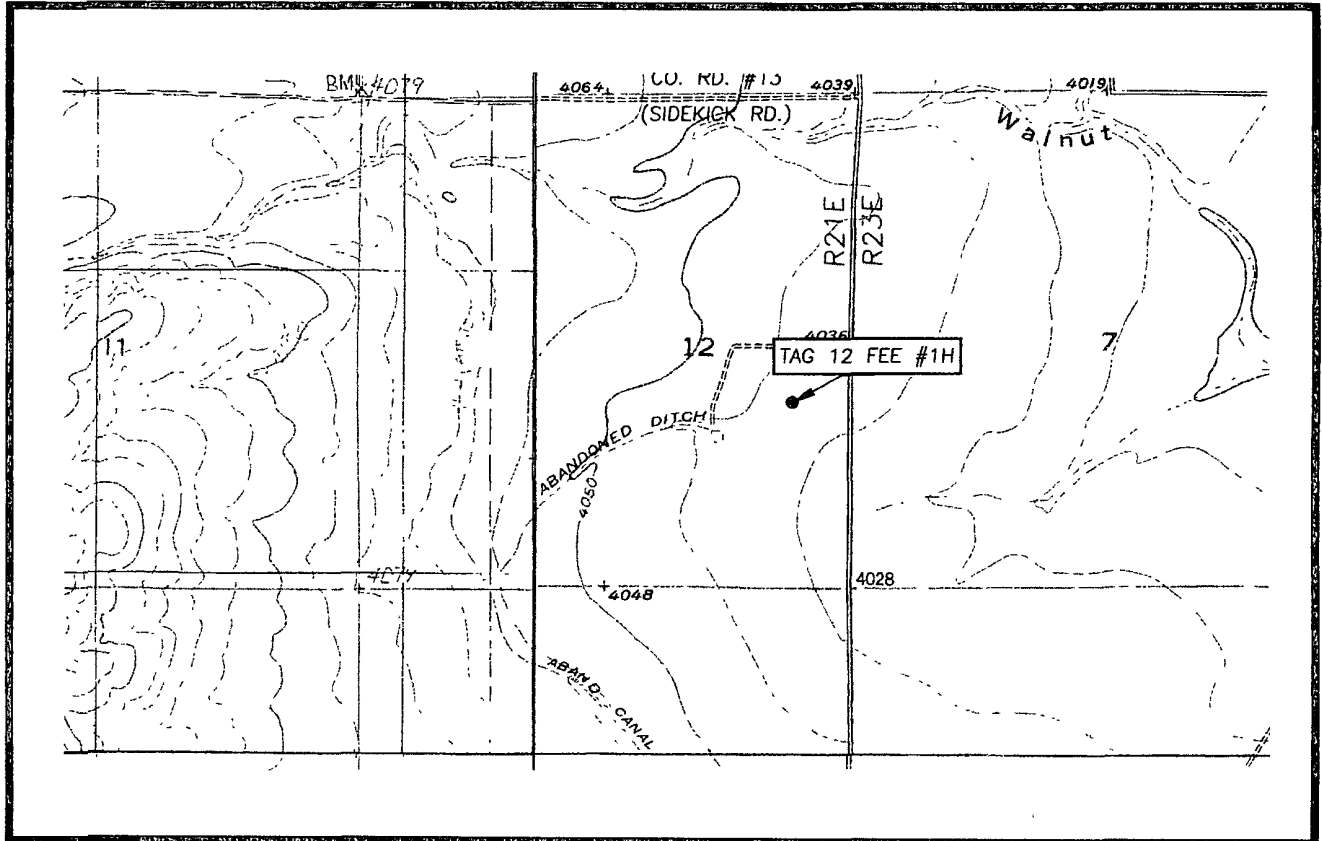 BM 4079
4064
CO. RD. #13
4039
4019
(SIDEKICK RD.)
Walnut
R21E
R23E
11
12
4036
7
TAG 12 FEE #1H
ABANDONED DITCH
4050
4074
4048
4028
ABAND CANAL